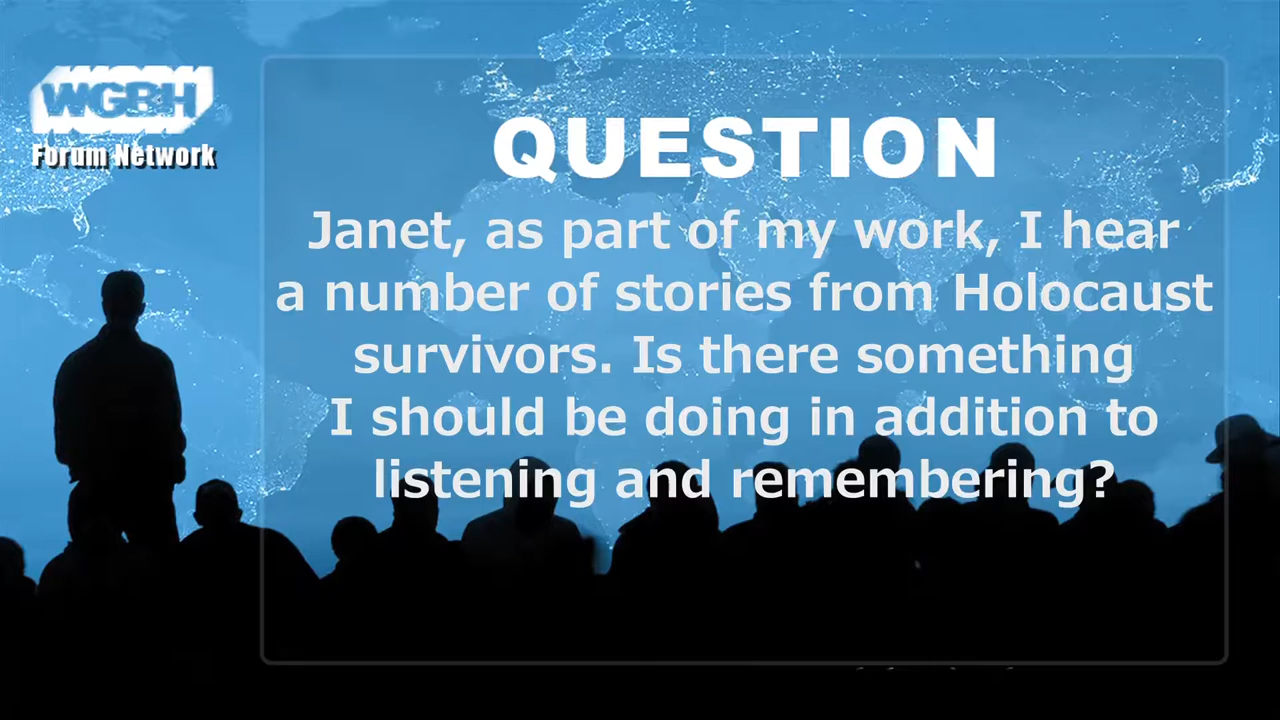 WGBH
Forum Network
QUESTION
Janet, as part of my work, I hear
a number of stories from Holocaust
survivors. Is there something
I should be doing in addition to
listening and remembering?